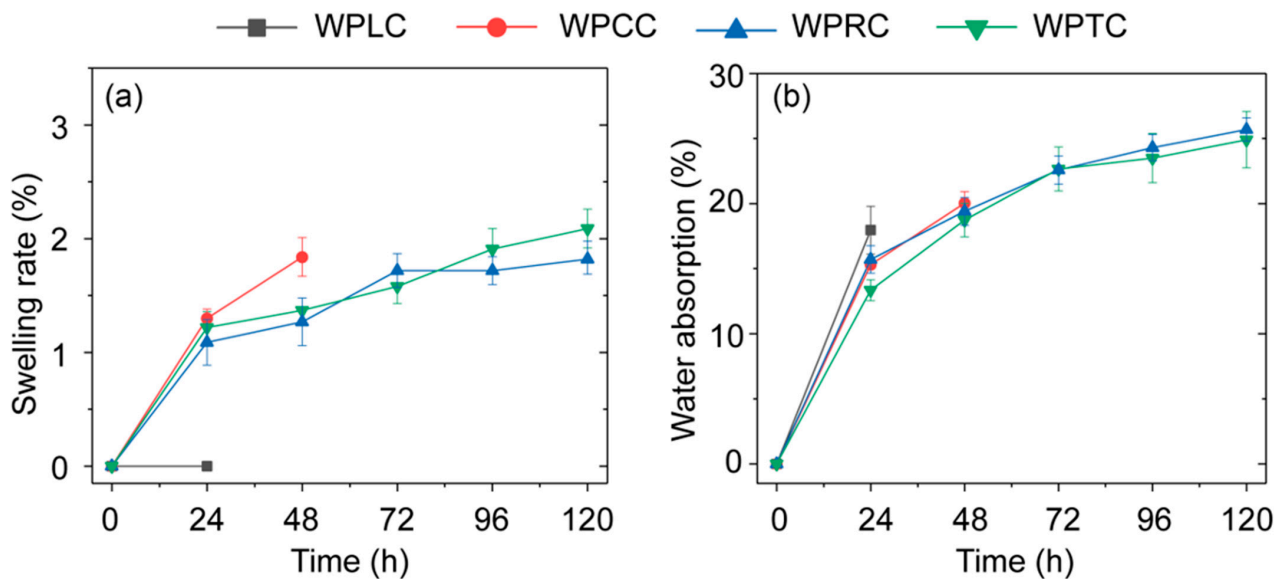 WPLC WPCC WPRC WPTC
(a)
Swelling rate (%)
3
2
1
0
0 24 48 72 96 120
Time (h)
(b)
Water absorption (%)
30
20
10
0
0 24 48 72 96 120
Time (h)